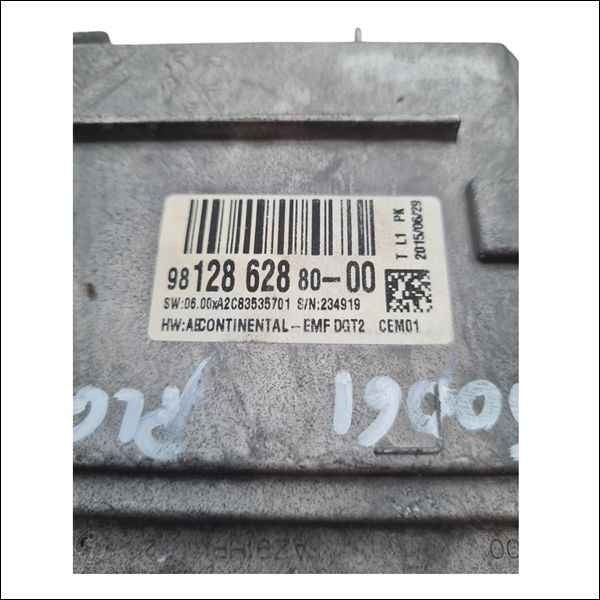 T L1 PK
2015/06/29
98 128 628 80-00
SW:06.00xA2C83535701 S/N:234919
HW:AECONTINENTAL-EMF DGT2 CEM01